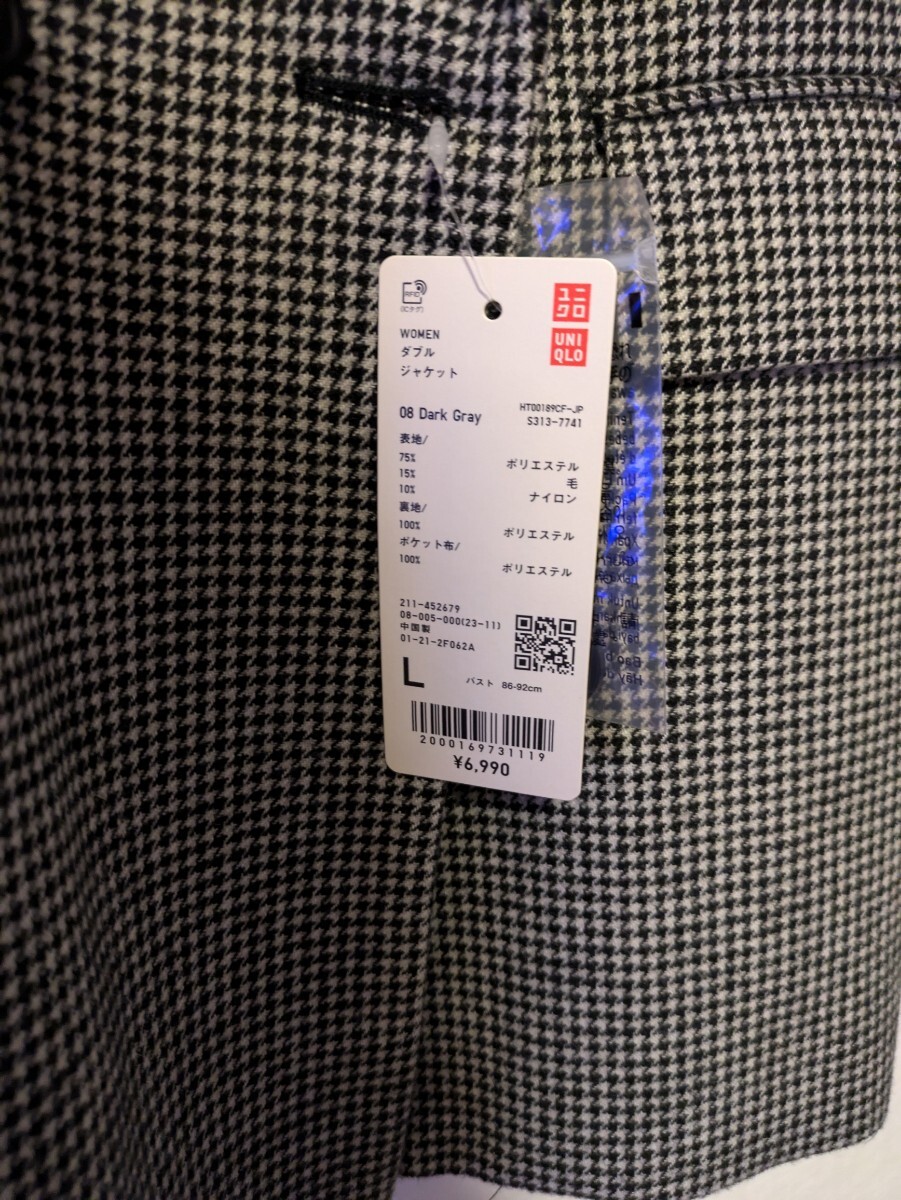 RFID
(ICタグ)
ユニ
クロ
UNI
QLO
WOMEN
ダブル
ジャケット
08 Dark Gray
HT00189CF-JP
S313-7741
表地/
75% ポリエステル
15% 毛
10% ナイロン
裏地/
100% ポリエステル
ポケット布/
100% ポリエステル
211-452679
08-005-000(23-11)
中国製
01-21-2F062A
L バスト 86-92cm
2000169731119
¥6,990